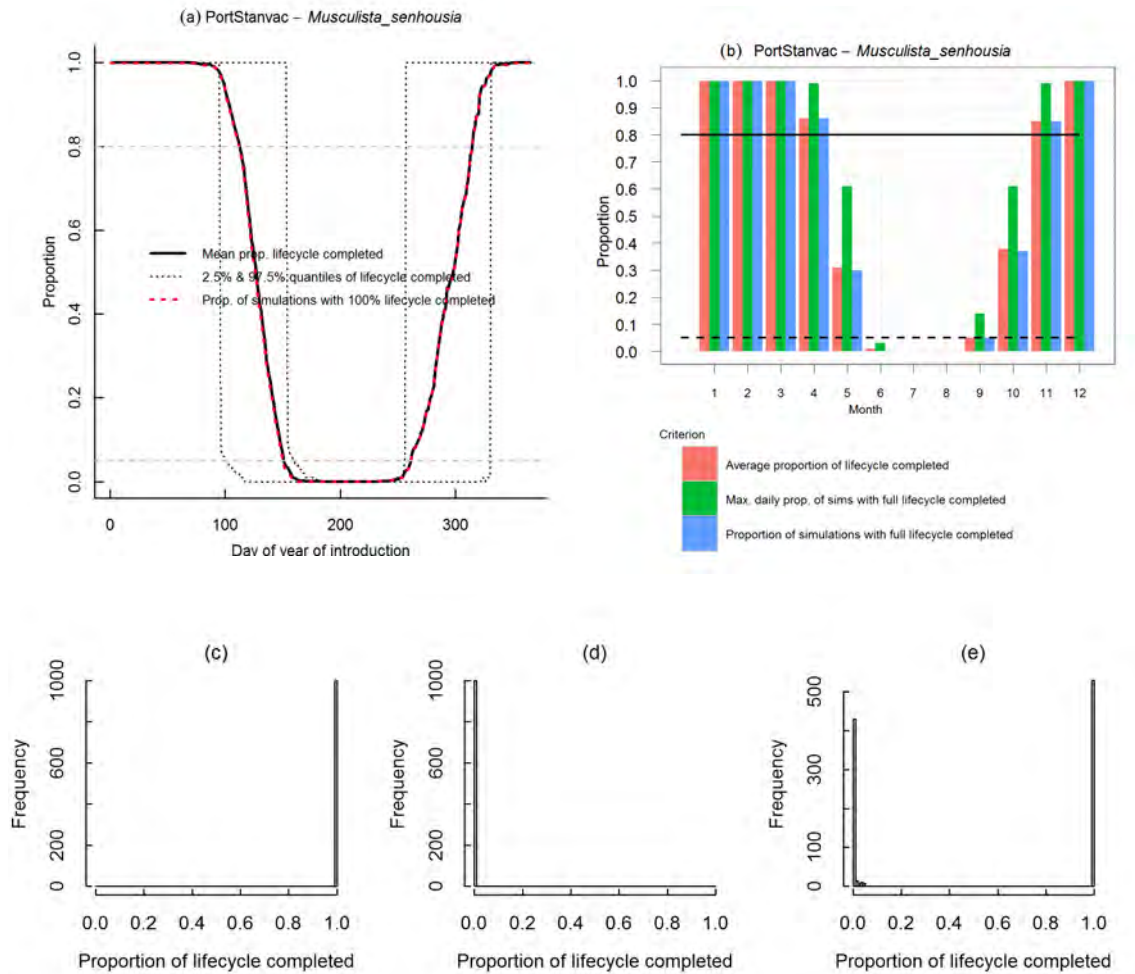 (a) PortStanvac – Musculista_senhousia
Proportion
1.0
0.8
0.6
0.4
0.2
0.0
Mean prop. lifecycle completed
2.5% & 97.5% quantiles of lifecycle completed
Prop. of simulations with 100% lifecycle completed
0 100 200 300
Day of year of introduction
(b) PortStanvac – Musculista_senhousia
Proportion
1.0
0.9
0.8
0.7
0.6
0.5
0.4
0.3
0.2
0.1
0.0
1 2 3 4 5 6 7 8 9 10 11 12
Month
Criterion
Average proportion of lifecycle completed
Max. daily prop. of sims with full lifecycle completed
Proportion of simulations with full lifecycle completed
(c)
Frequency
1000
600
200
0
0.0 0.2 0.4 0.6 0.8 1.0
Proportion of lifecycle completed
(d)
Frequency
1000
600
200
0
0.0 0.2 0.4 0.6 0.8 1.0
Proportion of lifecycle completed
(e)
Frequency
500
300
100
0
0.0 0.2 0.4 0.6 0.8 1.0
Proportion of lifecycle completed